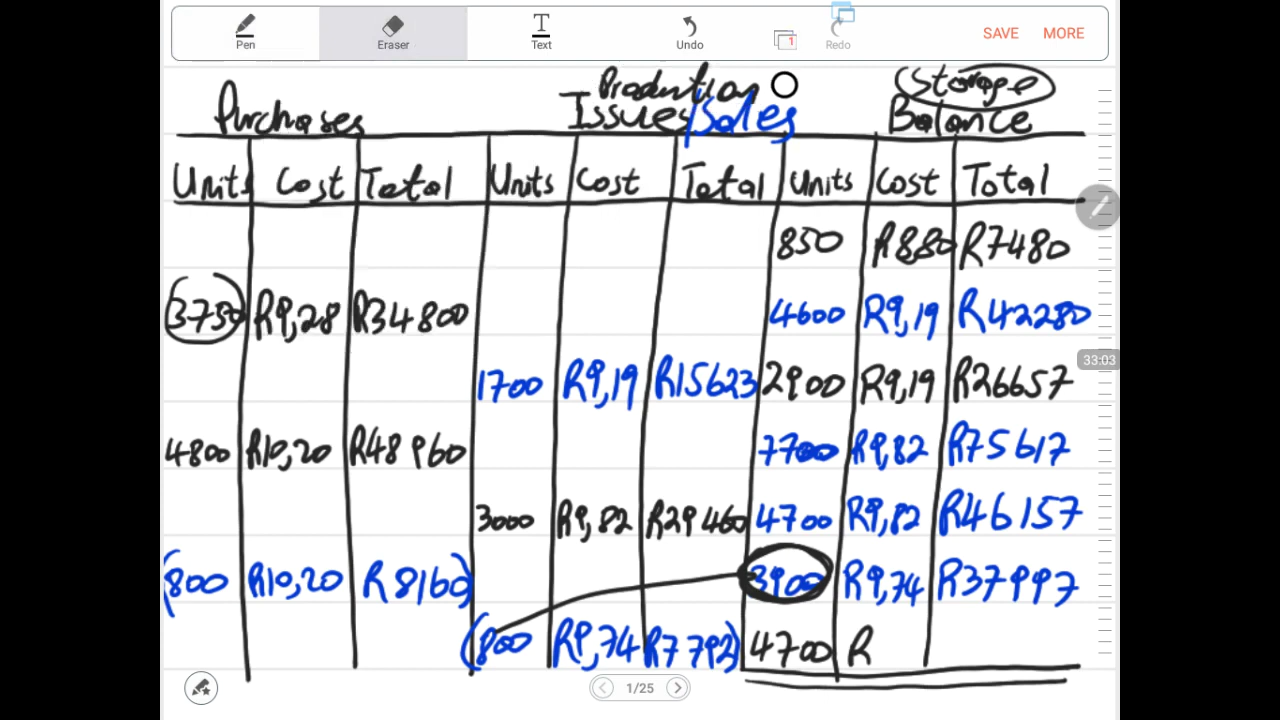 Pen Eraser Text Undo 1 Redo SAVE MORE
Production Storage
Purchases Issues/Sales Balance
Units Cost Total Units Cost Total Units Cost Total
850 R880 R7480
(3750) R9,28 R34800 4600 R9,19 R42280
33:03
1700 R9,19 R15623 2900 R9,19 R26657
4800 R10,20 R48960 7700 R9,82 R75617
3000 R9,82 R29460 4700 R9,82 R46157
(800 R10,20 R8160) 3900 R9,74 R37997
(800 R9,74 R7792) 4700 R
1/25